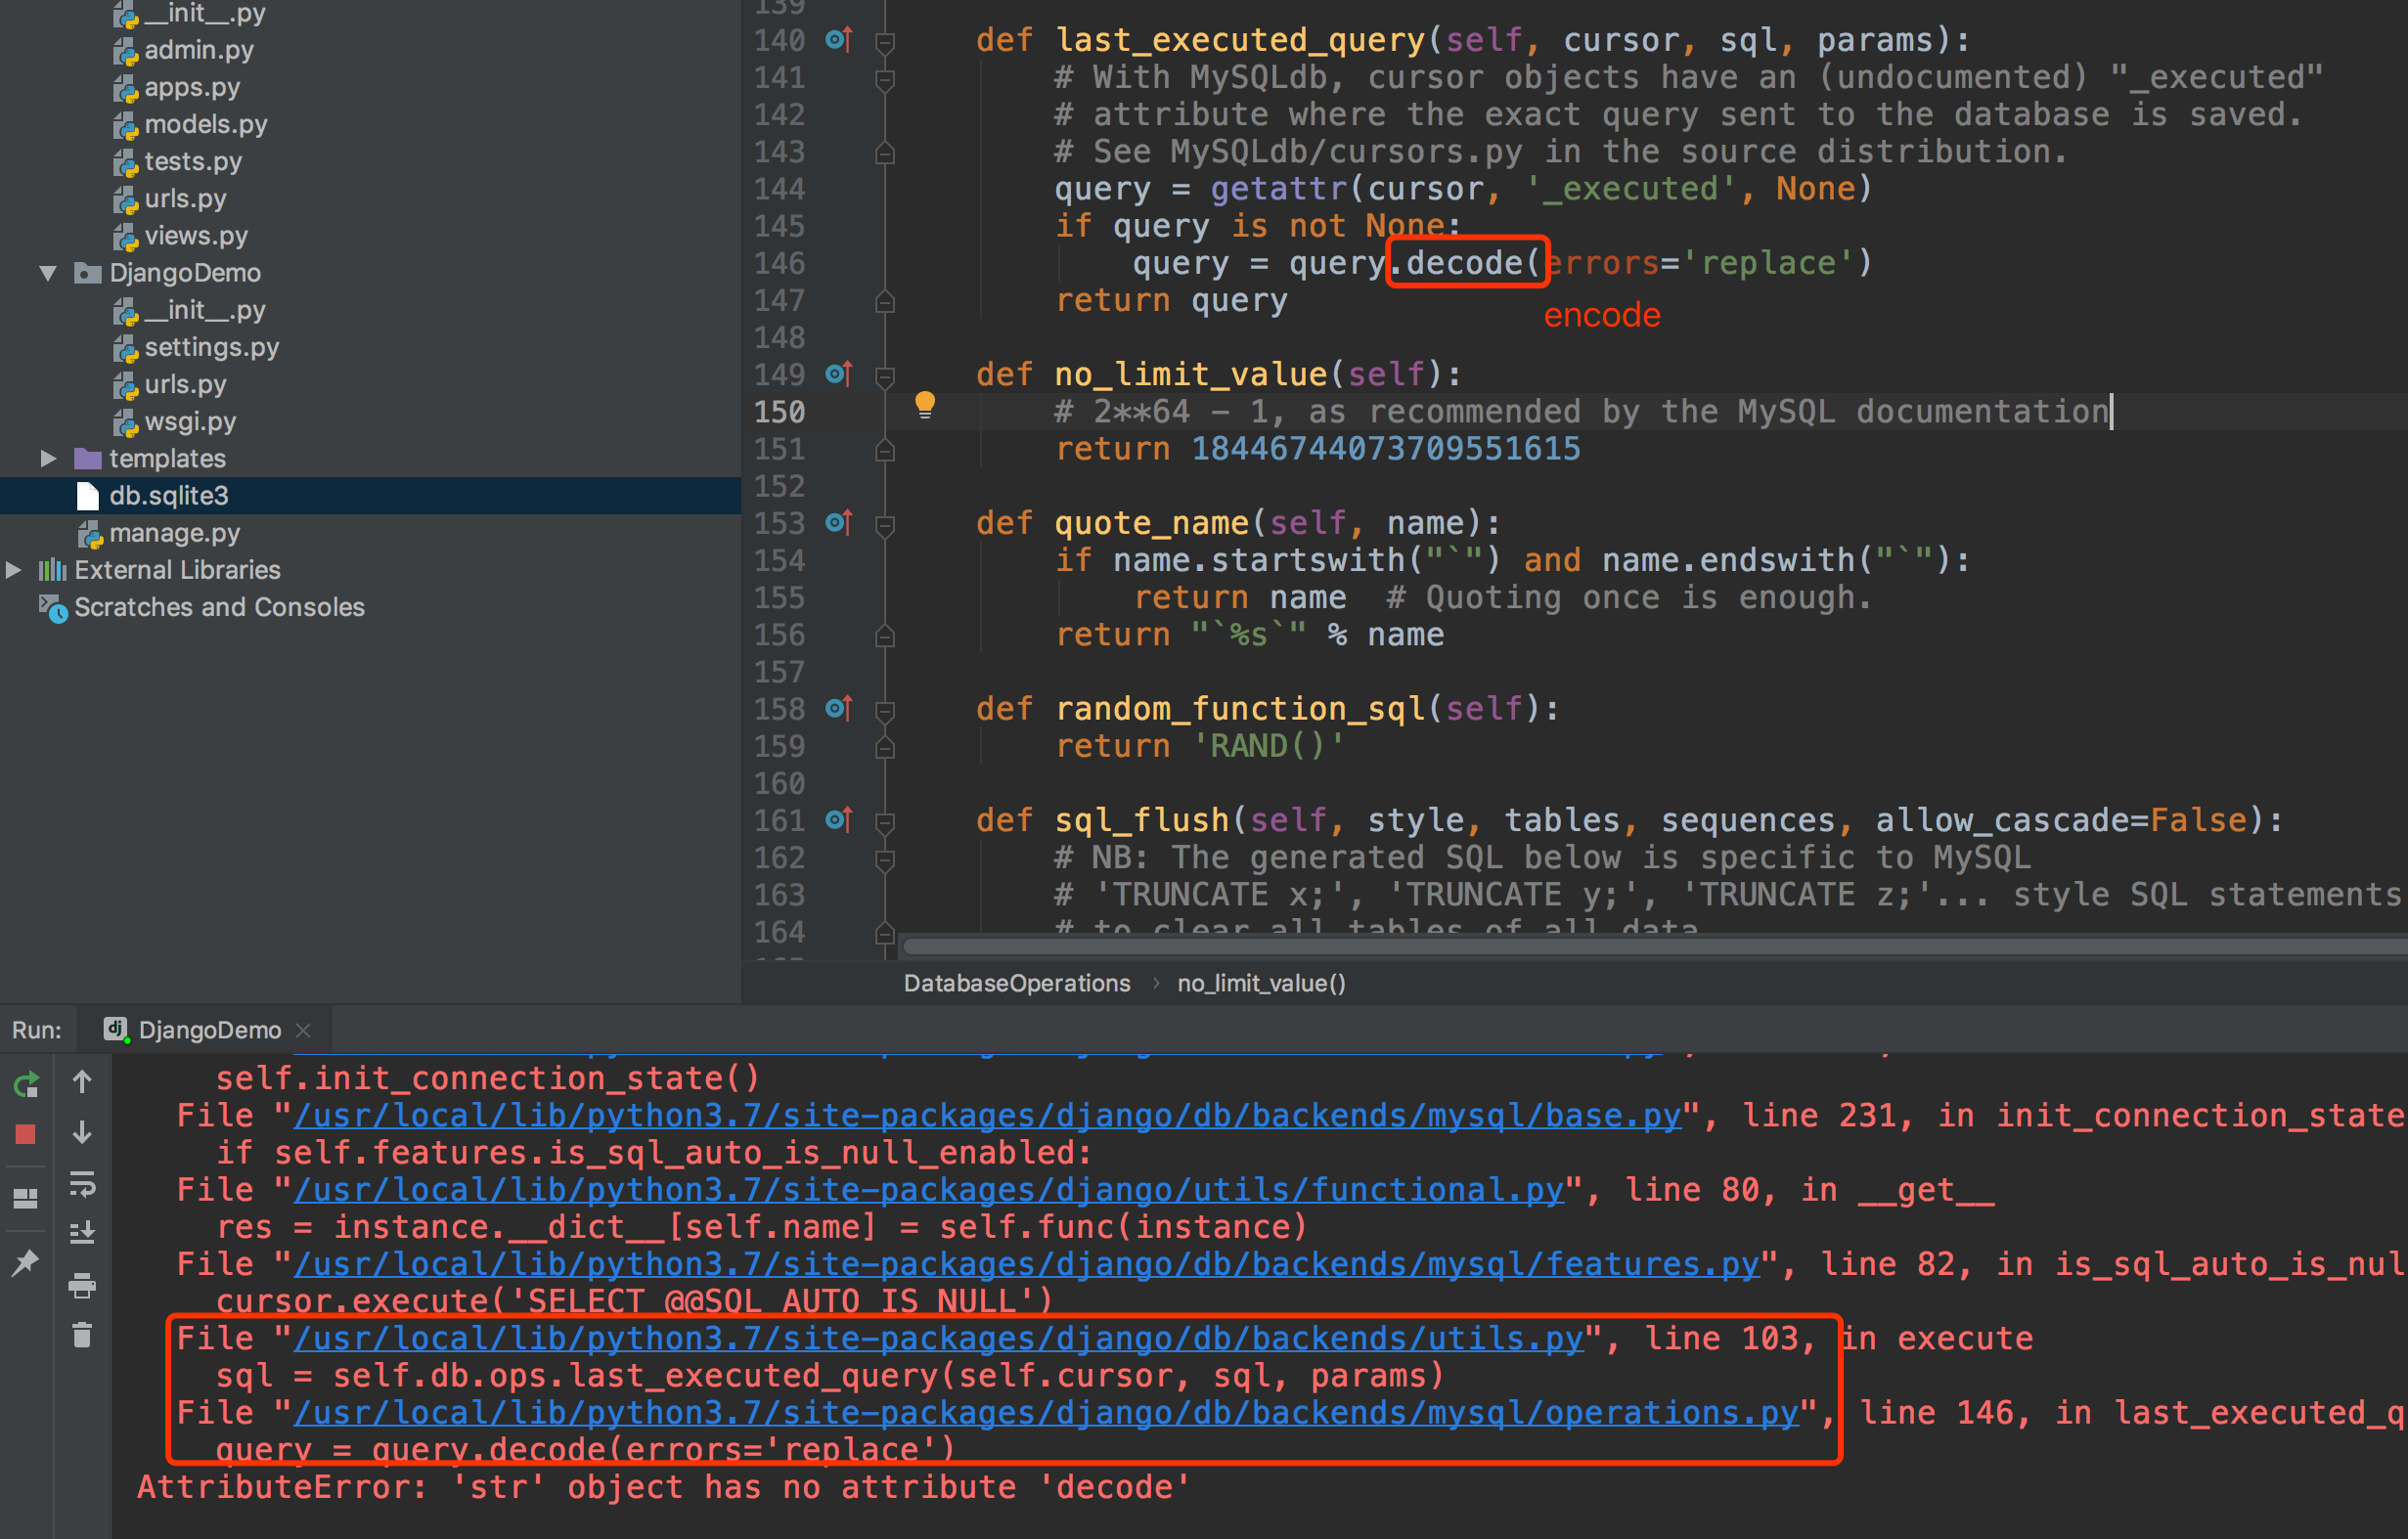 __init__.py
admin.py
apps.py
models.py
tests.py
urls.py
views.py
DjangoDemo
__init__.py
settings.py
urls.py
wsgi.py
templates
db.sqlite3
manage.py
External Libraries
Scratches and Consoles
139
140 def last_executed_query(self, cursor, sql, params):
141 # With MySQLdb, cursor objects have an (undocumented) "_executed"
142 # attribute where the exact query sent to the database is saved.
143 # See MySQLdb/cursors.py in the source distribution.
144 query = getattr(cursor, '_executed', None)
145 if query is not None:
146 query = query.decode(errors='replace')
147 return query
encode
148
149 def no_limit_value(self):
150 # 2**64 - 1, as recommended by the MySQL documentation
151 return 18446744073709551615
152
153 def quote_name(self, name):
154 if name.startswith("`") and name.endswith("`"):
155 return name  # Quoting once is enough.
156 return "`%s`" % name
157
158 def random_function_sql(self):
159 return 'RAND()'
160
161 def sql_flush(self, style, tables, sequences, allow_cascade=False):
162 # NB: The generated SQL below is specific to MySQL
163 # 'TRUNCATE x;', 'TRUNCATE y;', 'TRUNCATE z;'... style SQL statements
164 # to clear all tables of all data
DatabaseOperations › no_limit_value()
Run: dj DjangoDemo
self.init_connection_state()
File "/usr/local/lib/python3.7/site-packages/django/db/backends/mysql/base.py", line 231, in init_connection_state
if self.features.is_sql_auto_is_null_enabled:
File "/usr/local/lib/python3.7/site-packages/django/utils/functional.py", line 80, in __get__
res = instance.__dict__[self.name] = self.func(instance)
File "/usr/local/lib/python3.7/site-packages/django/db/backends/mysql/features.py", line 82, in is_sql_auto_is_nul
cursor.execute('SELECT @@SQL_AUTO_IS_NULL')
File "/usr/local/lib/python3.7/site-packages/django/db/backends/utils.py", line 103, in execute
sql = self.db.ops.last_executed_query(self.cursor, sql, params)
File "/usr/local/lib/python3.7/site-packages/django/db/backends/mysql/operations.py", line 146, in last_executed_q
query = query.decode(errors='replace')
AttributeError: 'str' object has no attribute 'decode'